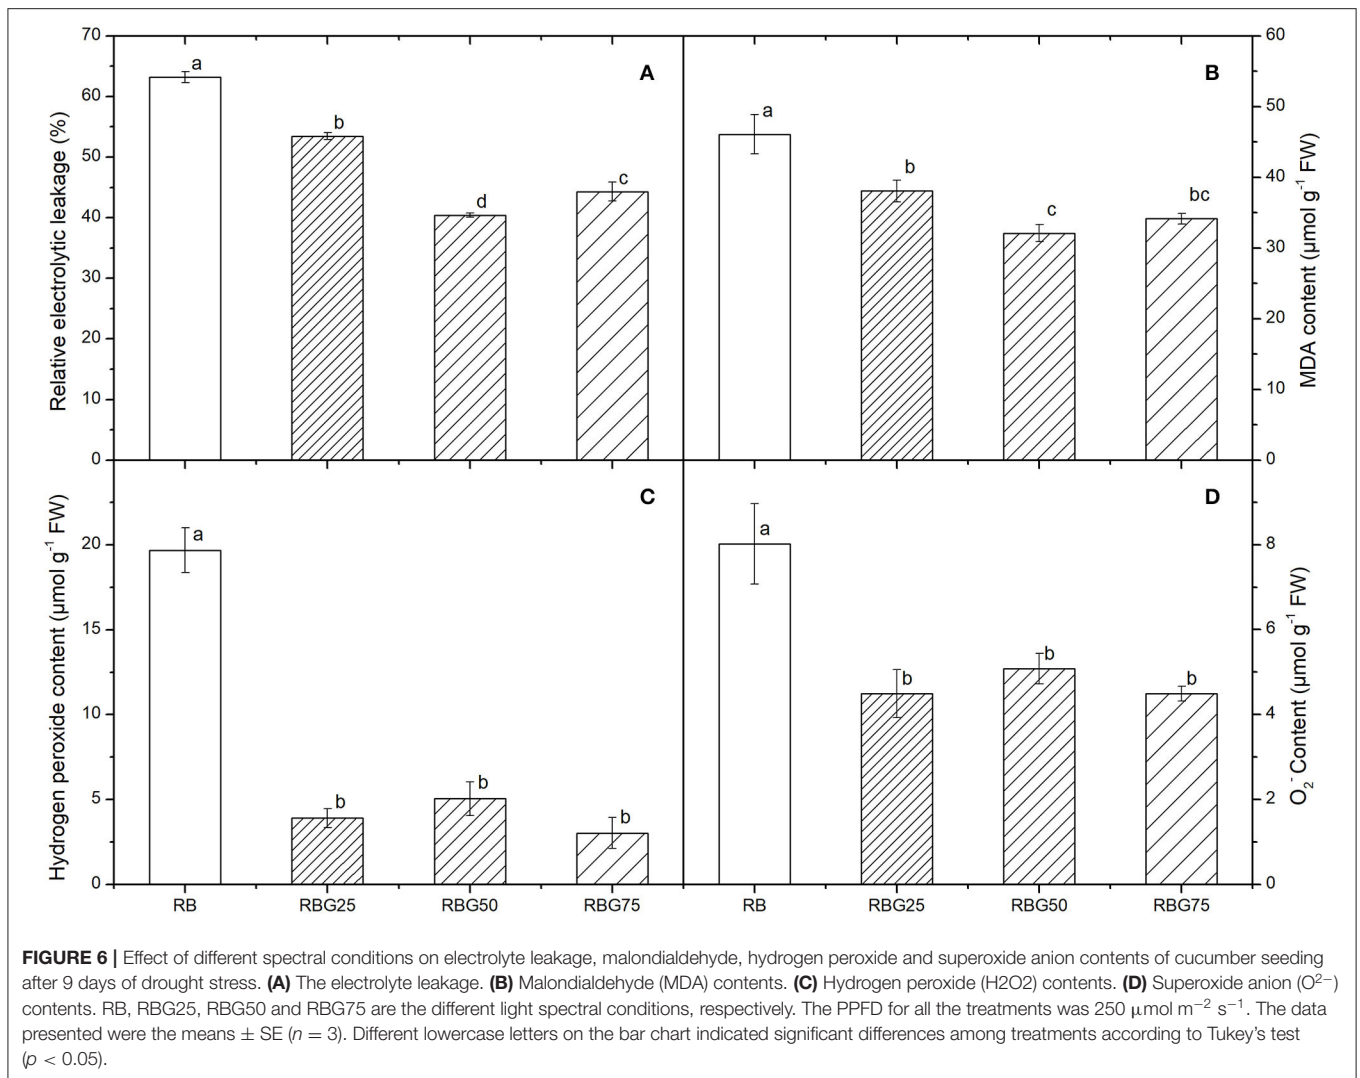 70
60
50
40
30
20
10
0
Relative electrolytic leakage (%)
a
b
d
c
A
60
50
40
30
20
10
0
MDA content (µmol g⁻¹ FW)
a
b
c
bc
B
20
15
10
5
0
Hydrogen peroxide content (µmol g⁻¹ FW)
a
b
b
b
C
8
6
4
2
0
O₂⁻ Content (µmol g⁻¹ FW)
a
b
b
b
D
RB RBG25 RBG50 RBG75 RB RBG25 RBG50 RBG75
FIGURE 6 | Effect of different spectral conditions on electrolyte leakage, malondialdehyde, hydrogen peroxide and superoxide anion contents of cucumber seeding
after 9 days of drought stress. (A) The electrolyte leakage. (B) Malondialdehyde (MDA) contents. (C) Hydrogen peroxide (H2O2) contents. (D) Superoxide anion (O²⁻)
contents. RB, RBG25, RBG50 and RBG75 are the different light spectral conditions, respectively. The PPFD for all the treatments was 250 µmol m⁻² s⁻¹. The data
presented were the means ± SE (n = 3). Different lowercase letters on the bar chart indicated significant differences among treatments according to Tukey's test
(p < 0.05).